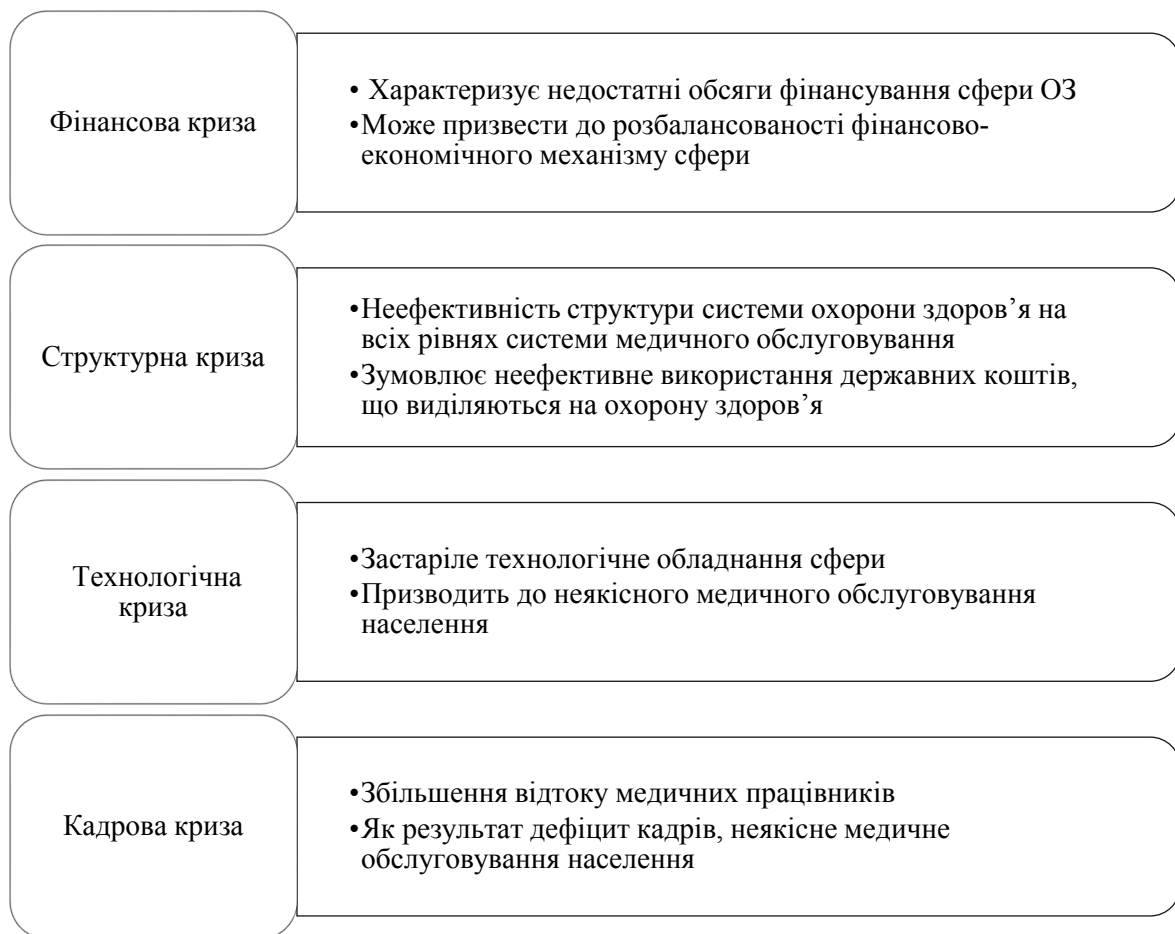 Фінансова криза
• Характеризує недостатні обсяги фінансування сфери ОЗ
•Може призвести до розбалансованості фінансово-
економічного механізму сфери
Структурна криза
•Неефективність структури системи охорони здоров’я на
всіх рівнях системи медичного обслуговування
•Зумовлює неефективне використання державних коштів,
що виділяються на охорону здоров’я
Технологічна
криза
•Застаріле технологічне обладнання сфери
•Призводить до неякісного медичного обслуговування
населення
Кадрова криза
•Збільшення відтоку медичних працівників
•Як результат дефіцит кадрів, неякісне медичне
обслуговування населення